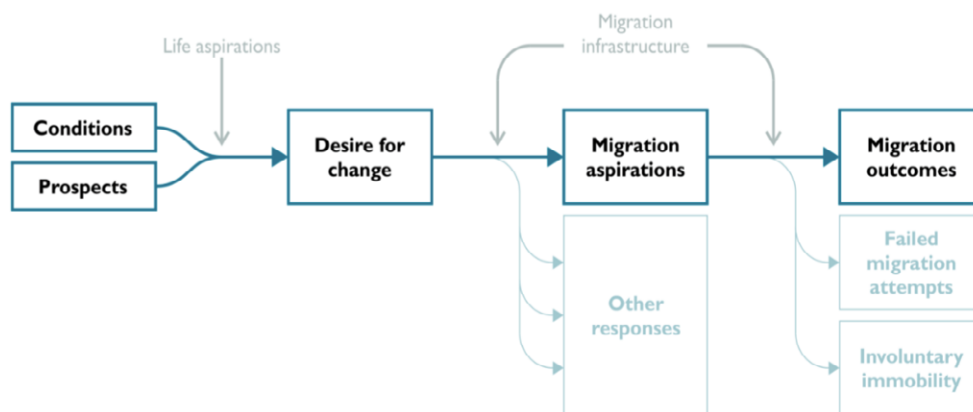 Life aspirations
Migration
infrastructure
Conditions
Prospects
Desire for
change
Migration
aspirations
Migration
outcomes
Other
responses
Failed
migration
attempts
Involuntary
immobility